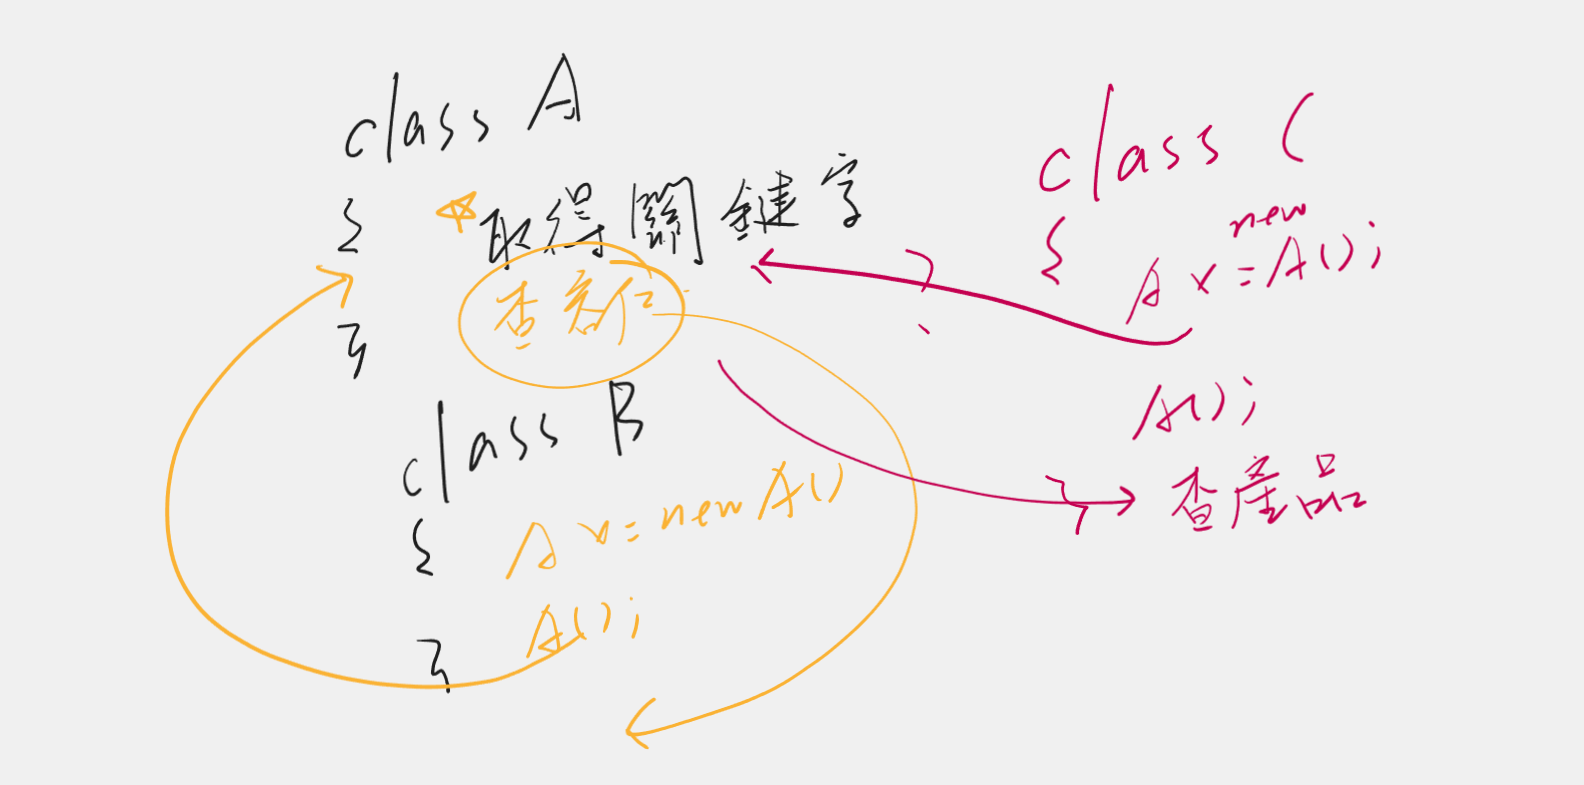 class A
{
取得關鍵字
查客戶
}
class B
{
A x = new A()
A();
}
class C
{
new
A x = A();
A();
查產品
}